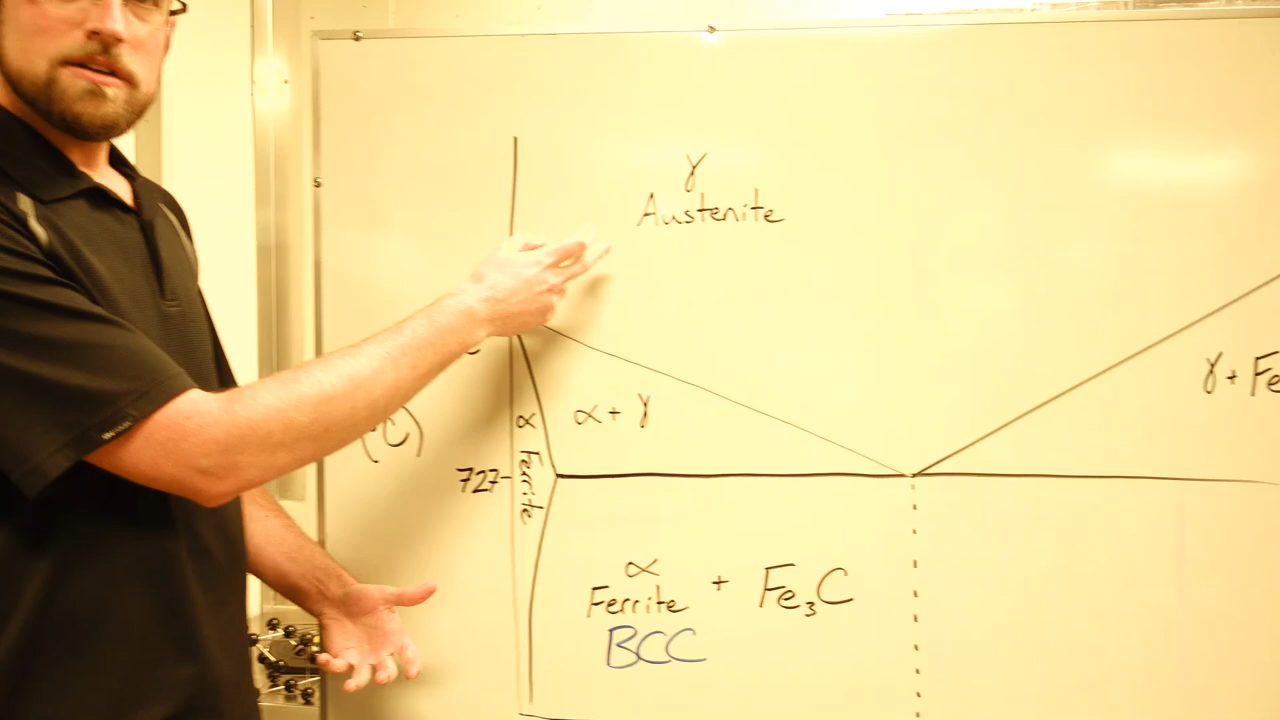 γ
Austenite
γ + Fe
α + γ
(°C)
α Ferrite
727
α
Ferrite + Fe₃C
BCC